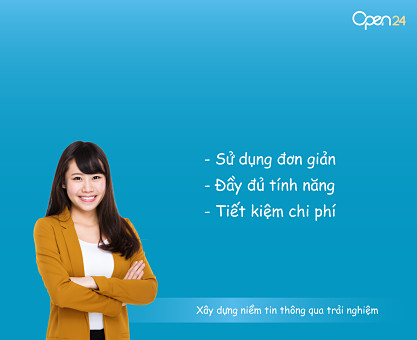 Open24
- Sử dụng đơn giản
- Đầy đủ tính năng
- Tiết kiệm chi phí
Xây dựng niềm tin thông qua trải nghiệm